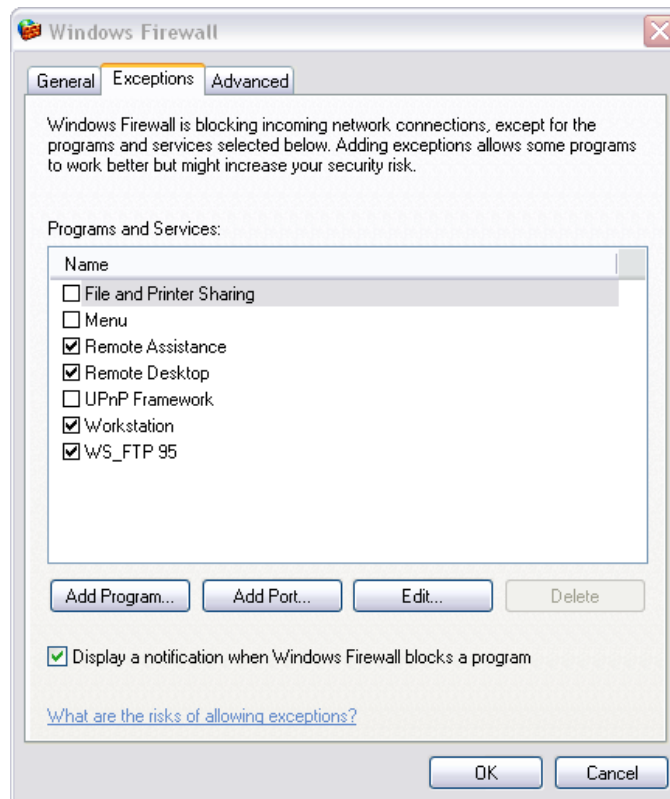 Windows Firewall
General Exceptions Advanced
Windows Firewall is blocking incoming network connections, except for the
programs and services selected below. Adding exceptions allows some programs
to work better but might increase your security risk.
Programs and Services:
Name
File and Printer Sharing
Menu
Remote Assistance
Remote Desktop
UPnP Framework
Workstation
WS_FTP 95
Add Program... Add Port... Edit... Delete
Display a notification when Windows Firewall blocks a program
What are the risks of allowing exceptions?
OK Cancel